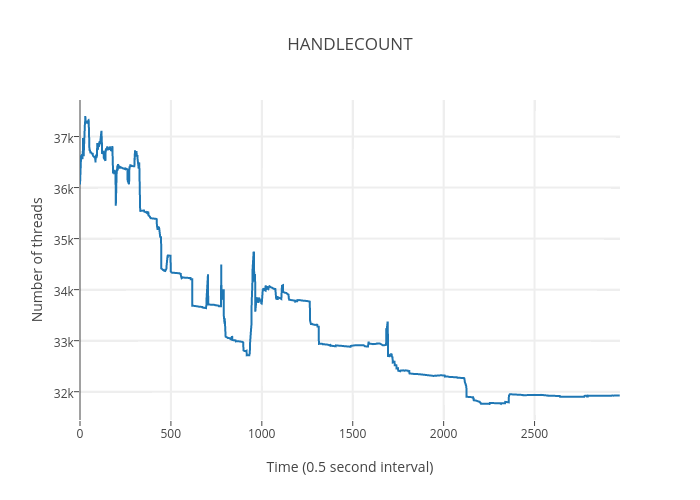 HANDLECOUNT
Number of threads
37k
36k
35k
34k
33k
32k
0
500
1000
1500
2000
2500
Time (0.5 second interval)